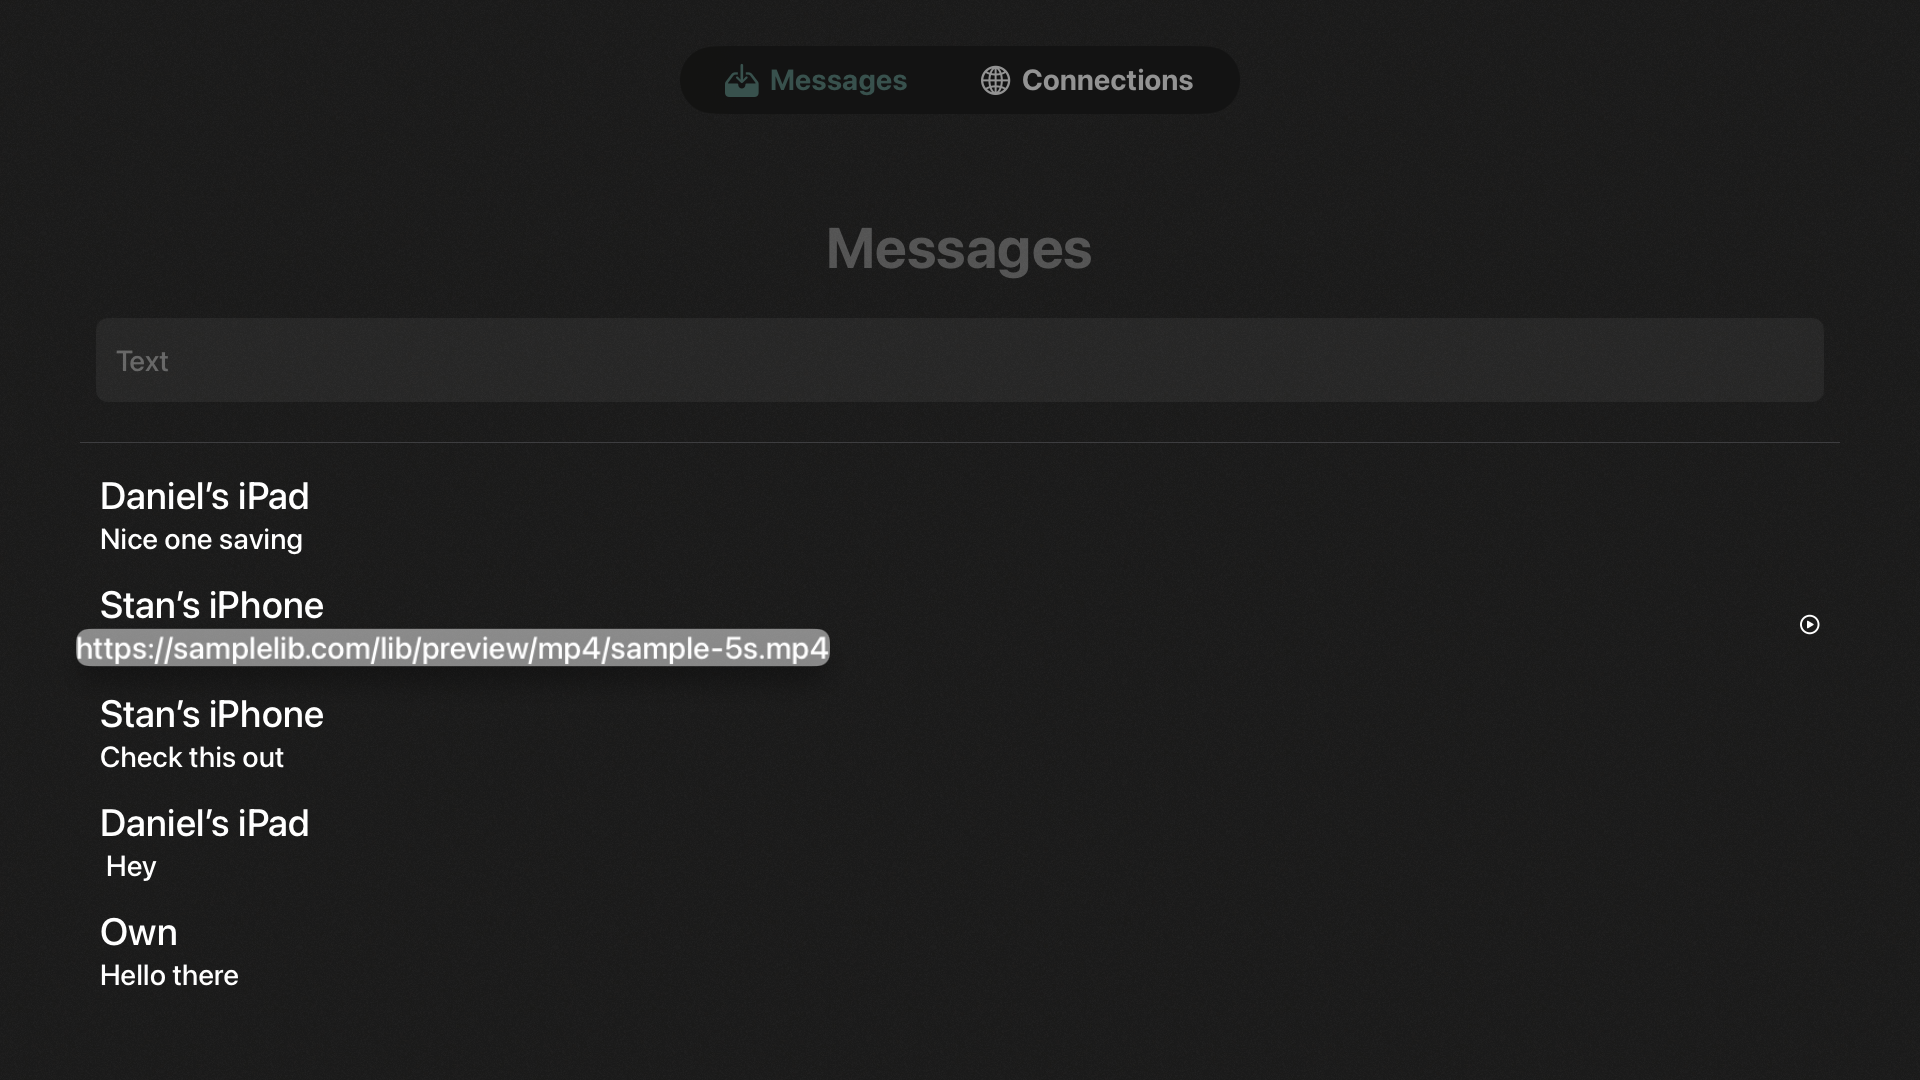 Messages
Connections
Messages
Text
Daniel’s iPad
Nice one saving
Stan’s iPhone
https://samplelib.com/lib/preview/mp4/sample-5s.mp4
Stan’s iPhone
Check this out
Daniel’s iPad
Hey
Own
Hello there